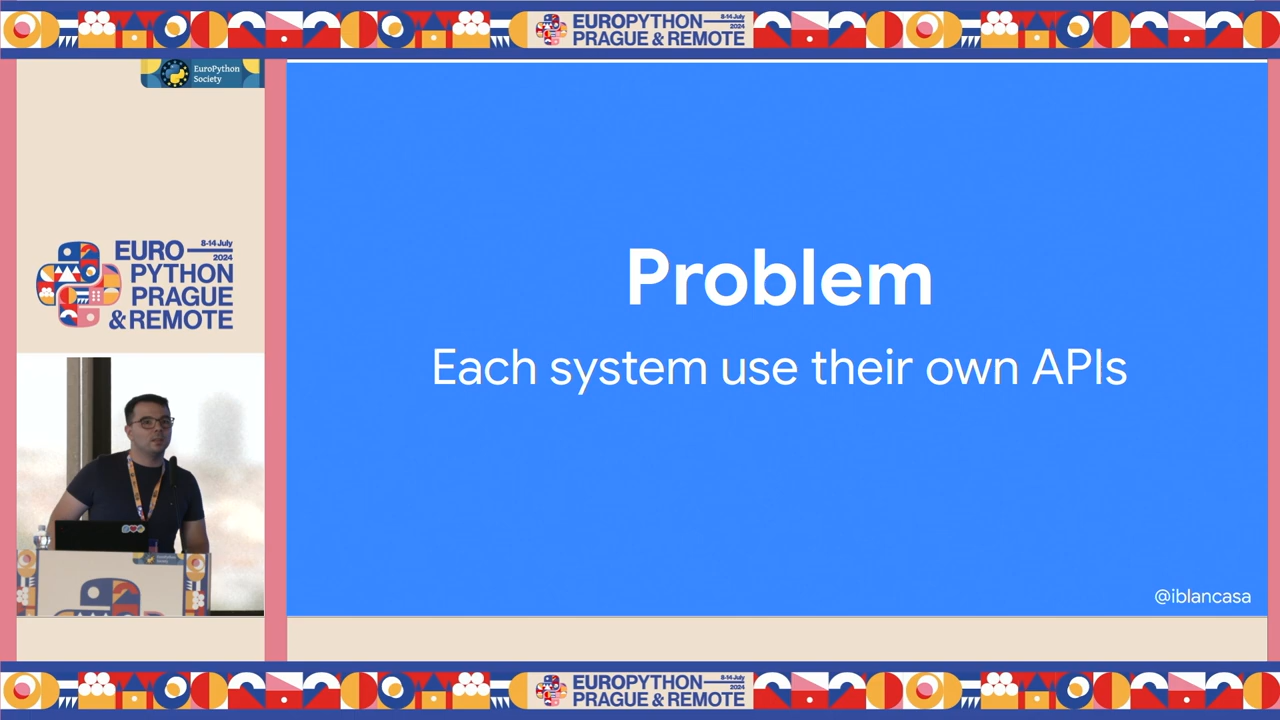 EUROPYTHON
8-14 July
2024
PRAGUE & REMOTE
EuroPython
Society
EURO
8-14 July
2024
PYTHON
PRAGUE
& REMOTE
Problem
Each system use their own APIs
@iblancasa
EUROPYTHON
8-14 July
2024
PRAGUE & REMOTE